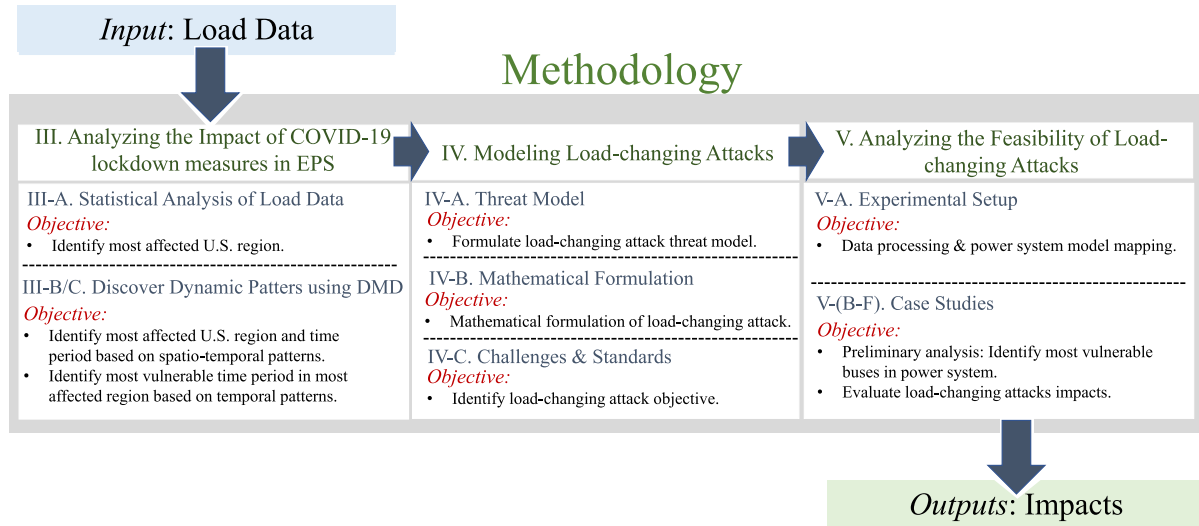 Input: Load Data
Methodology
III. Analyzing the Impact of COVID-19
lockdown measures in EPS
III-A. Statistical Analysis of Load Data
Objective:
• Identify most affected U.S. region.
III-B/C. Discover Dynamic Patters using DMD
Objective:
• Identify most affected U.S. region and time
period based on spatio-temporal patterns.
• Identify most vulnerable time period in most
affected region based on temporal patterns.
IV. Modeling Load-changing Attacks
IV-A. Threat Model
Objective:
• Formulate load-changing attack threat model.
IV-B. Mathematical Formulation
Objective:
• Mathematical formulation of load-changing attack.
IV-C. Challenges & Standards
Objective:
• Identify load-changing attack objective.
V. Analyzing the Feasibility of Load-
changing Attacks
V-A. Experimental Setup
Objective:
• Data processing & power system model mapping.
V-(B-F). Case Studies
Objective:
• Preliminary analysis: Identify most vulnerable
buses in power system.
• Evaluate load-changing attacks impacts.
Outputs: Impacts